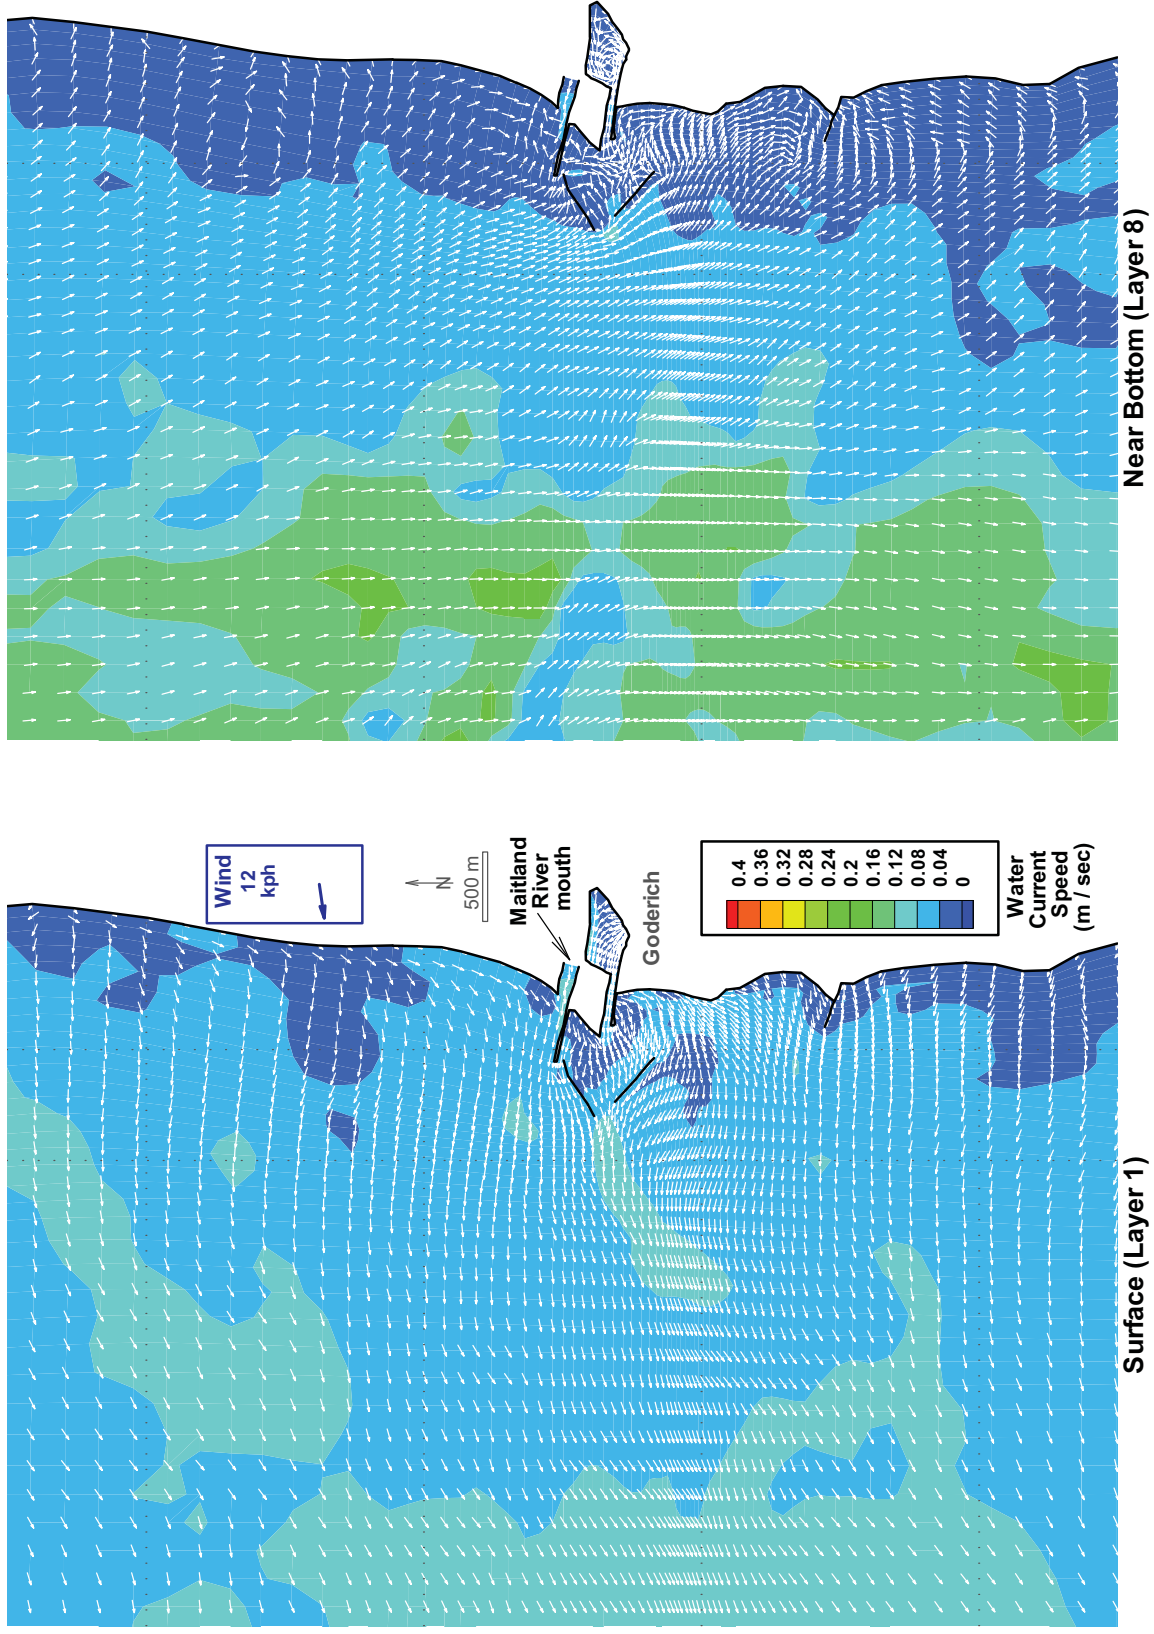 Near Bottom (Layer 8)
Wind
12
kph
N
500 m
Maitland
River
mouth
Goderich
0.4
0.36
0.32
0.28
0.24
0.2
0.16
0.12
0.08
0.04
0
Water
Current
Speed
(m / sec)
Surface (Layer 1)